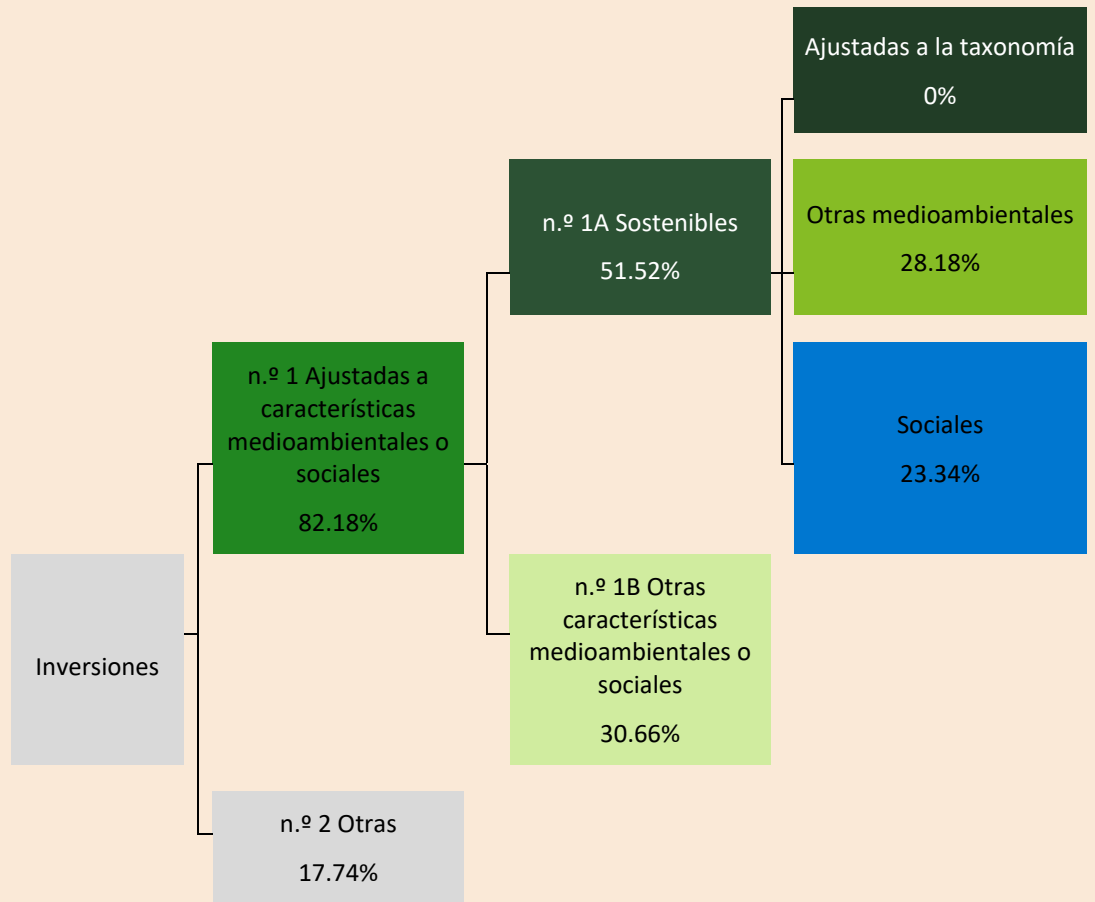 Ajustadas a la taxonomía
0%
n.º 1A Sostenibles
51.52%
Otras medioambientales
28.18%
n.º 1 Ajustadas a
características
medioambientales o
sociales
82.18%
Sociales
23.34%
Inversiones
n.º 1B Otras
características
medioambientales o
sociales
30.66%
n.º 2 Otras
17.74%